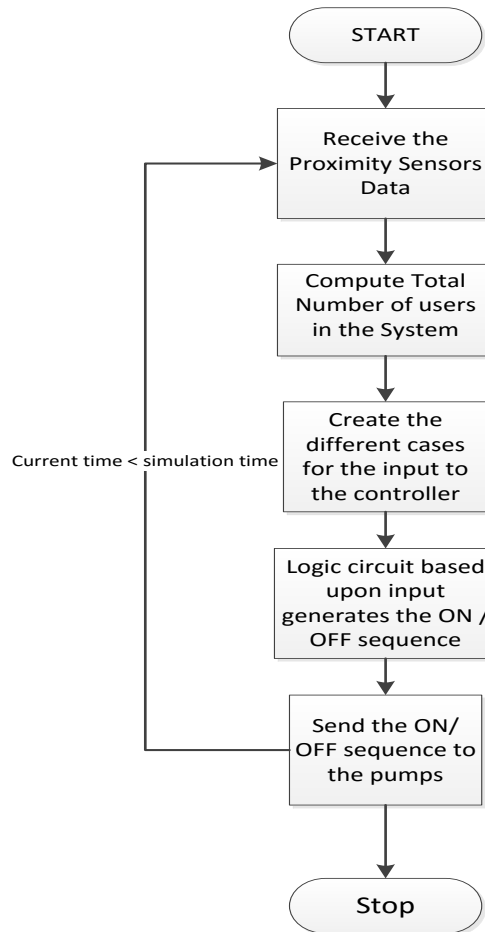 START
Receive the
Proximity Sensors
Data
Compute Total
Number of users
in the System
Create the
different cases
for the input to
the controller
Current time < simulation time
Logic circuit based
upon input
generates the ON /
OFF sequence
Send the ON/
OFF sequence to
the pumps
Stop